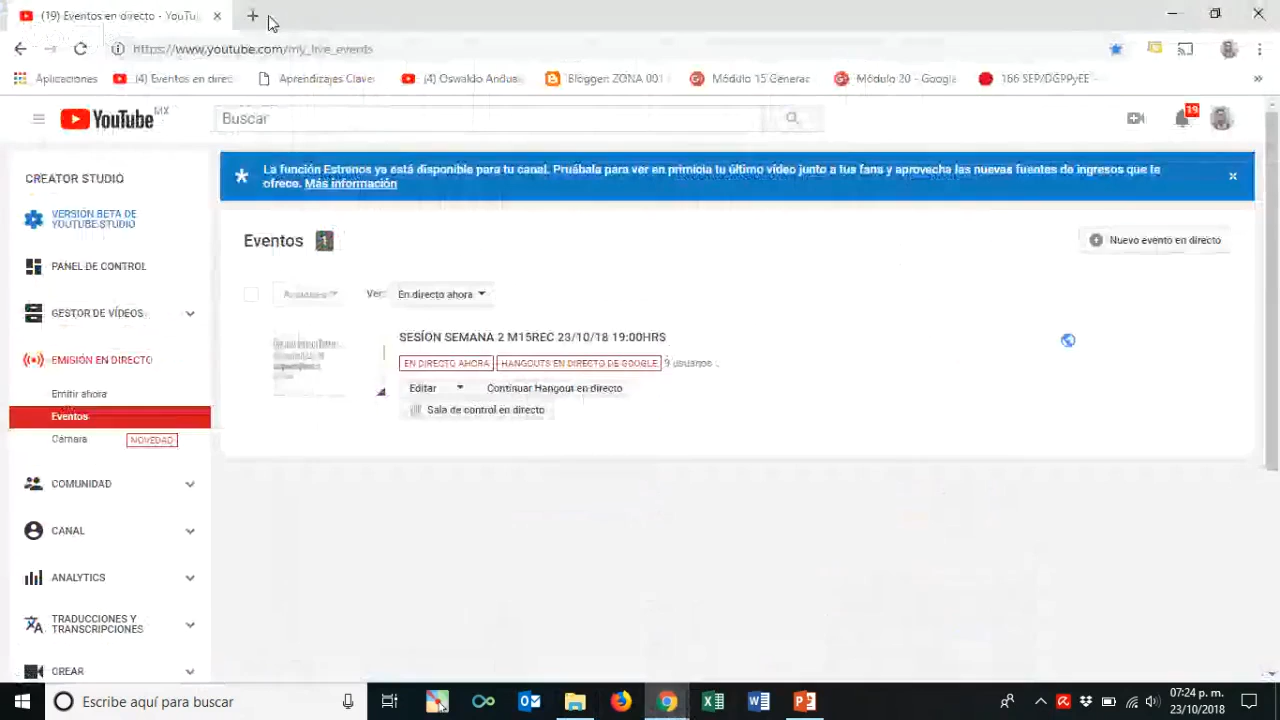 (19) Eventos en directo - YouTu
https://www.youtube.com/my_live_events
Aplicaciones
(4) Eventos en direc
Aprendizajes Clave
(4) Oswaldo Andua
Blogger: ZONA 001
Módulo 15 Generac
Módulo 20 - Google
166 SEP/DGPPyEE -
YouTube MX
Buscar
19
CREATOR STUDIO
La función Estrenos ya está disponible para tu canal. Pruébala para ver en primicia tu último vídeo junto a tus fans y aprovecha las nuevas fuentes de ingresos que te
ofrece. Más información
VERSIÓN BETA DE
YOUTUBE STUDIO
Eventos 1
Nuevo evento en directo
PANEL DE CONTROL
Ver:
En directo ahora
GESTOR DE VÍDEOS
SESÍON SEMANA 2 M15REC 23/10/18 19:00HRS
EMISIÓN EN DIRECTO
EN DIRECTO AHORA
HANGOUTS EN DIRECTO DE GOOGLE
9 usuarios
Emitir ahora
Editar
Continuar Hangout en directo
Eventos
Sala de control en directo
Cámara
NOVEDAD
COMUNIDAD
CANAL
ANALYTICS
TRADUCCIONES Y
TRANSCRIPCIONES
CREAR
Escribe aquí para buscar
07:24 p. m.
23/10/2018